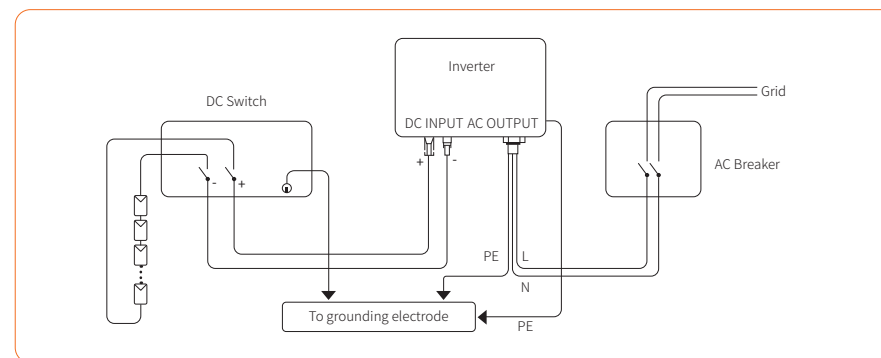 Inverter
DC Switch
Grid
DC INPUT AC OUTPUT
+ -
AC Breaker
- +
PE L
N
To grounding electrode
PE